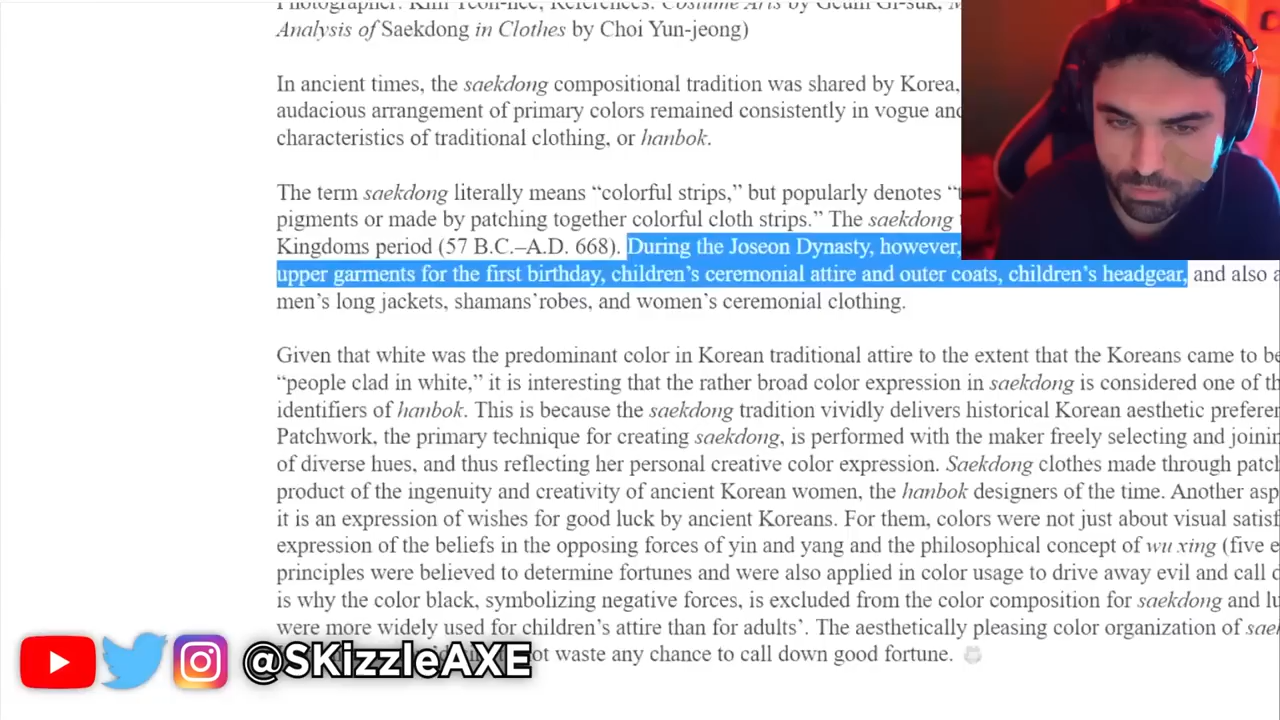 Photographer: Kim Yeon-hee, References: Costume Arts by Geum Gi-suk,
Analysis of Saekdong in Clothes by Choi Yun-jeong)
In ancient times, the saekdong compositional tradition was shared by Korea,
audacious arrangement of primary colors remained consistently in vogue and
characteristics of traditional clothing, or hanbok.
The term saekdong literally means “colorful strips,” but popularly denotes
pigments or made by patching together colorful cloth strips.” The saekdong
Kingdoms period (57 B.C.–A.D. 668). During the Joseon Dynasty, however,
upper garments for the first birthday, children’s ceremonial attire and outer coats, children’s headgear, and also
men’s long jackets, shamans’robes, and women’s ceremonial clothing.
Given that white was the predominant color in Korean traditional attire to the extent that the Koreans came to be
“people clad in white,” it is interesting that the rather broad color expression in saekdong is considered one of
identifiers of hanbok. This is because the saekdong tradition vividly delivers historical Korean aesthetic
Patchwork, the primary technique for creating saekdong, is performed with the maker freely selecting and
of diverse hues, and thus reflecting her personal creative color expression. Saekdong clothes made through
product of the ingenuity and creativity of ancient Korean women, the hanbok designers of the time. Another
it is an expression of wishes for good luck by ancient Koreans. For them, colors were not just about visual
expression of the beliefs in the opposing forces of yin and yang and the philosophical concept of wu xing (five
principles were believed to determine fortunes and were also applied in color usage to drive away evil and call
is why the color black, symbolizing negative forces, is excluded from the color composition for saekdong and
were more widely used for children’s attire than for adults’. The aesthetically pleasing color organization of
not waste any chance to call down good fortune.
@SKizzleAXE